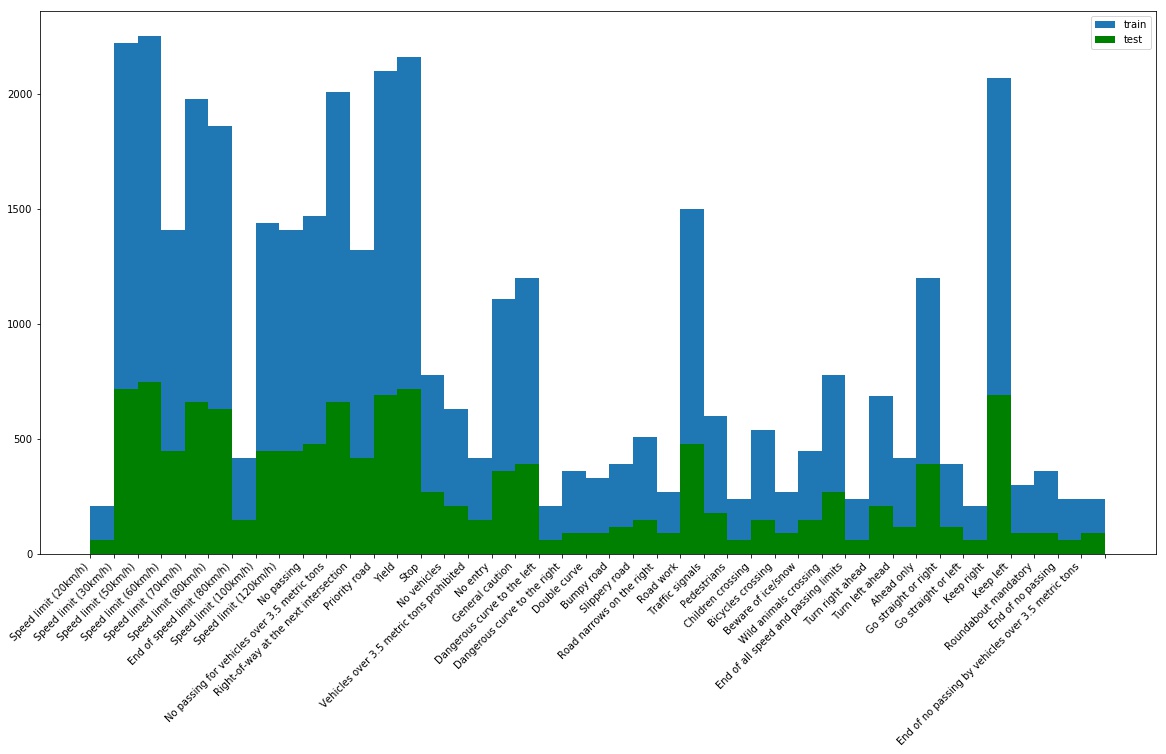 train
test
2000
1500
1000
500
0
Speed limit (20km/h)
Speed limit (30km/h)
Speed limit (50km/h)
Speed limit (60km/h)
Speed limit (70km/h)
Speed limit (80km/h)
End of speed limit (80km/h)
Speed limit (100km/h)
Speed limit (120km/h)
No passing
No passing for vehicles over 3.5 metric tons
Right-of-way at the next intersection
Priority road
Yield
Stop
No vehicles
Vehicles over 3.5 metric tons prohibited
No entry
General caution
Dangerous curve to the left
Dangerous curve to the right
Double curve
Bumpy road
Slippery road
Road narrows on the right
Road work
Traffic signals
Pedestrians
Children crossing
Bicycles crossing
Beware of ice/snow
Wild animals crossing
End of all speed and passing limits
Turn right ahead
Turn left ahead
Ahead only
Go straight or right
Go straight or left
Keep right
Keep left
Roundabout mandatory
End of no passing
End of no passing by vehicles over 3.5 metric tons